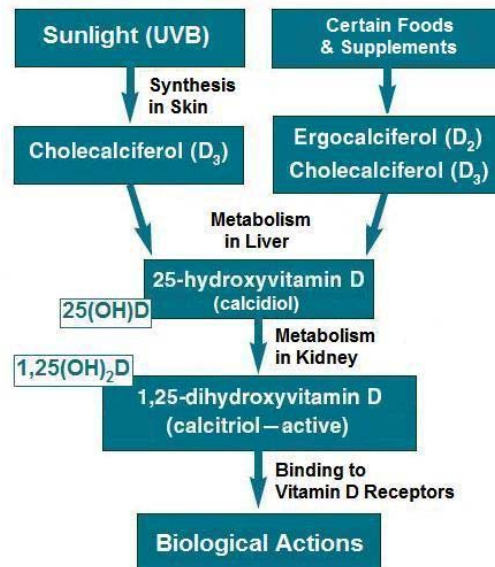 Sunlight (UVB)
Certain Foods
& Supplements
Synthesis
in Skin
Cholecalciferol (D₃)
Ergocalciferol (D₂)
Cholecalciferol (D₃)
Metabolism
in Liver
25-hydroxyvitamin D
(calcidiol)
25(OH)D
Metabolism
in Kidney
1,25(OH)₂D
1,25-dihydroxyvitamin D
(calcitriol—active)
Binding to
Vitamin D Receptors
Biological Actions